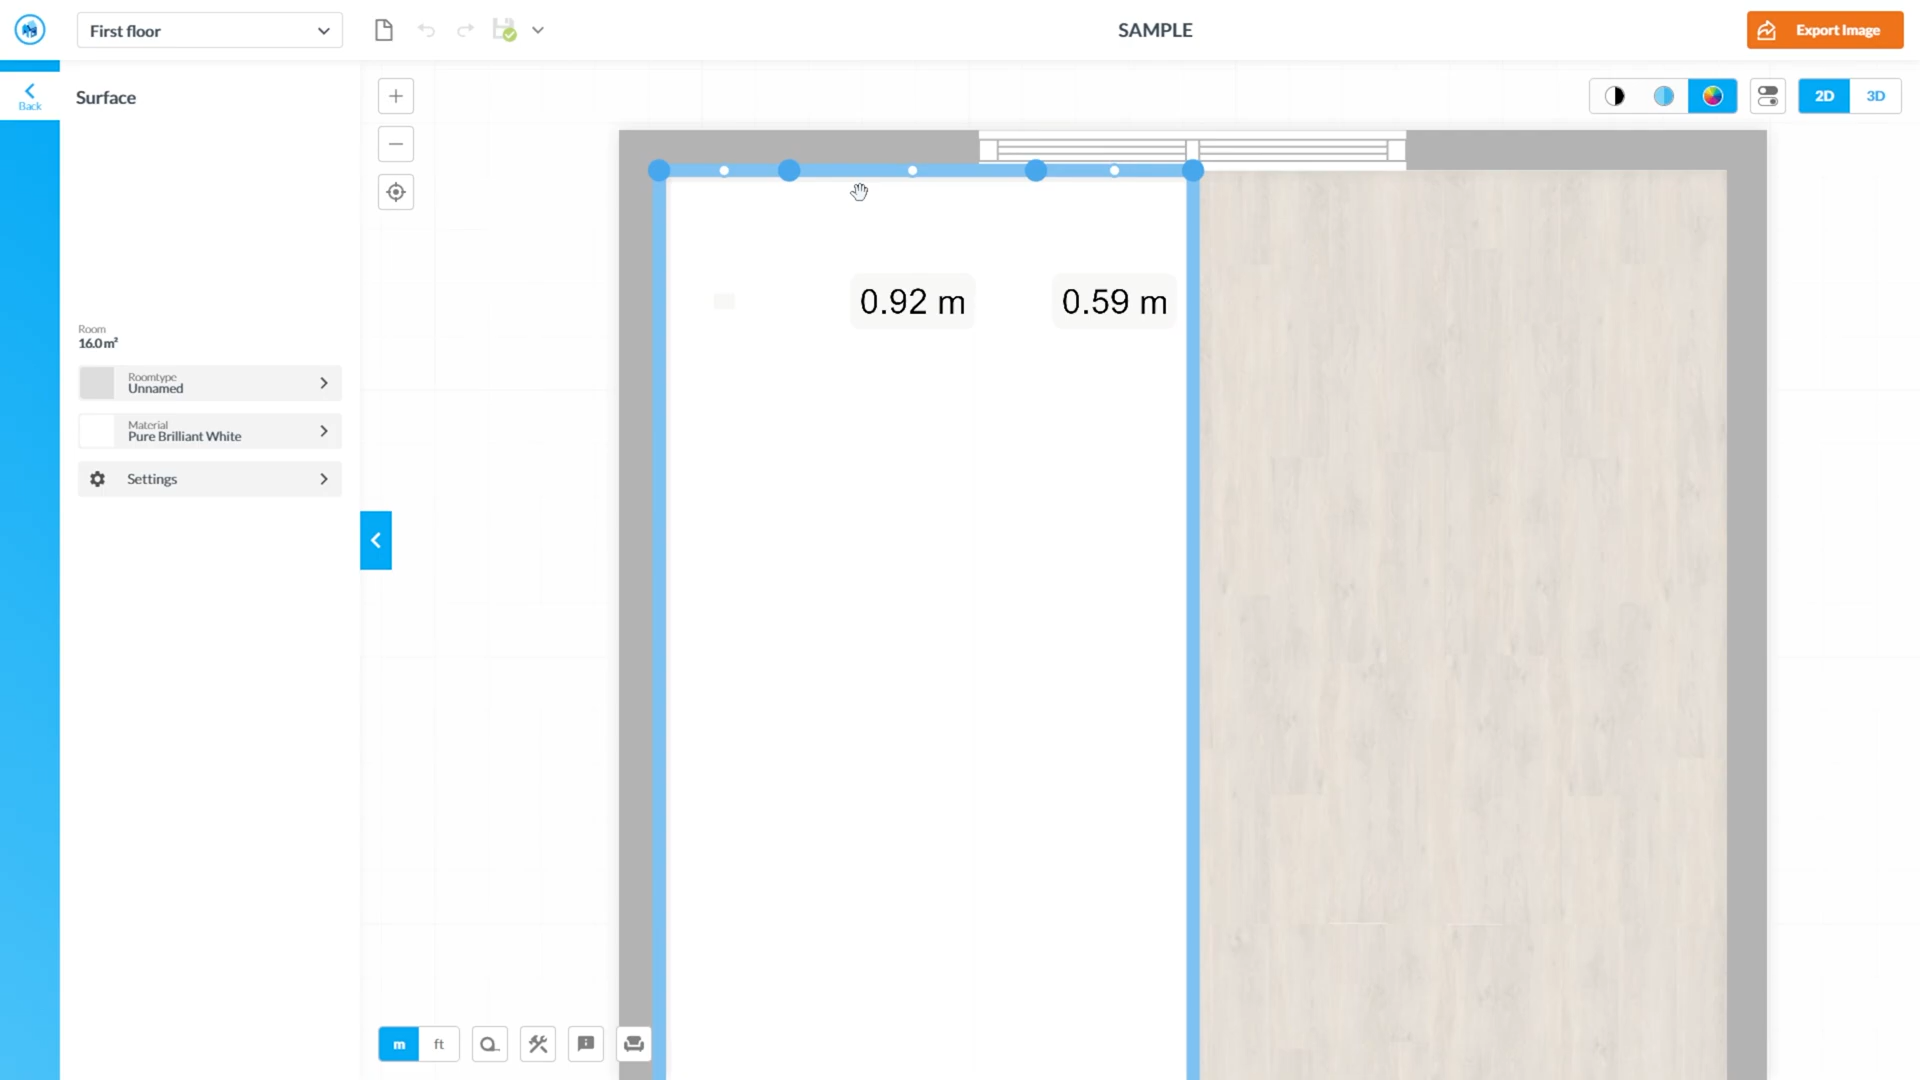 First floor
SAMPLE
Export Image
Back
Surface
2D
3D
0.92 m
0.59 m
Room
16.0 m²
Roomtype
Unnamed
Material
Pure Brilliant White
Settings
m
ft